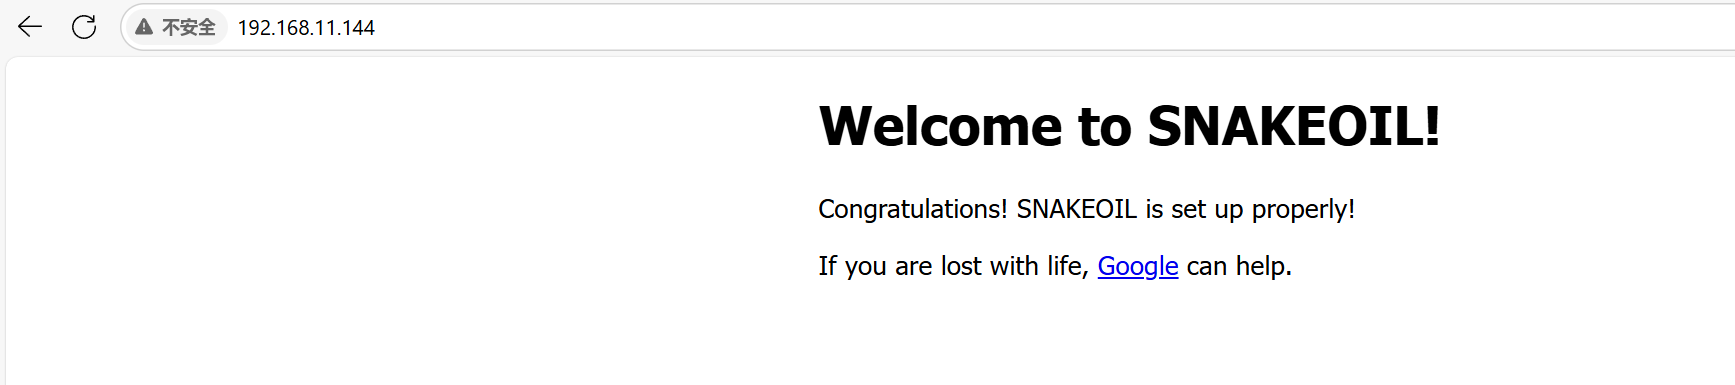 不安全 192.168.11.144
Welcome to SNAKEOIL!
Congratulations! SNAKEOIL is set up properly!
If you are lost with life, Google can help.